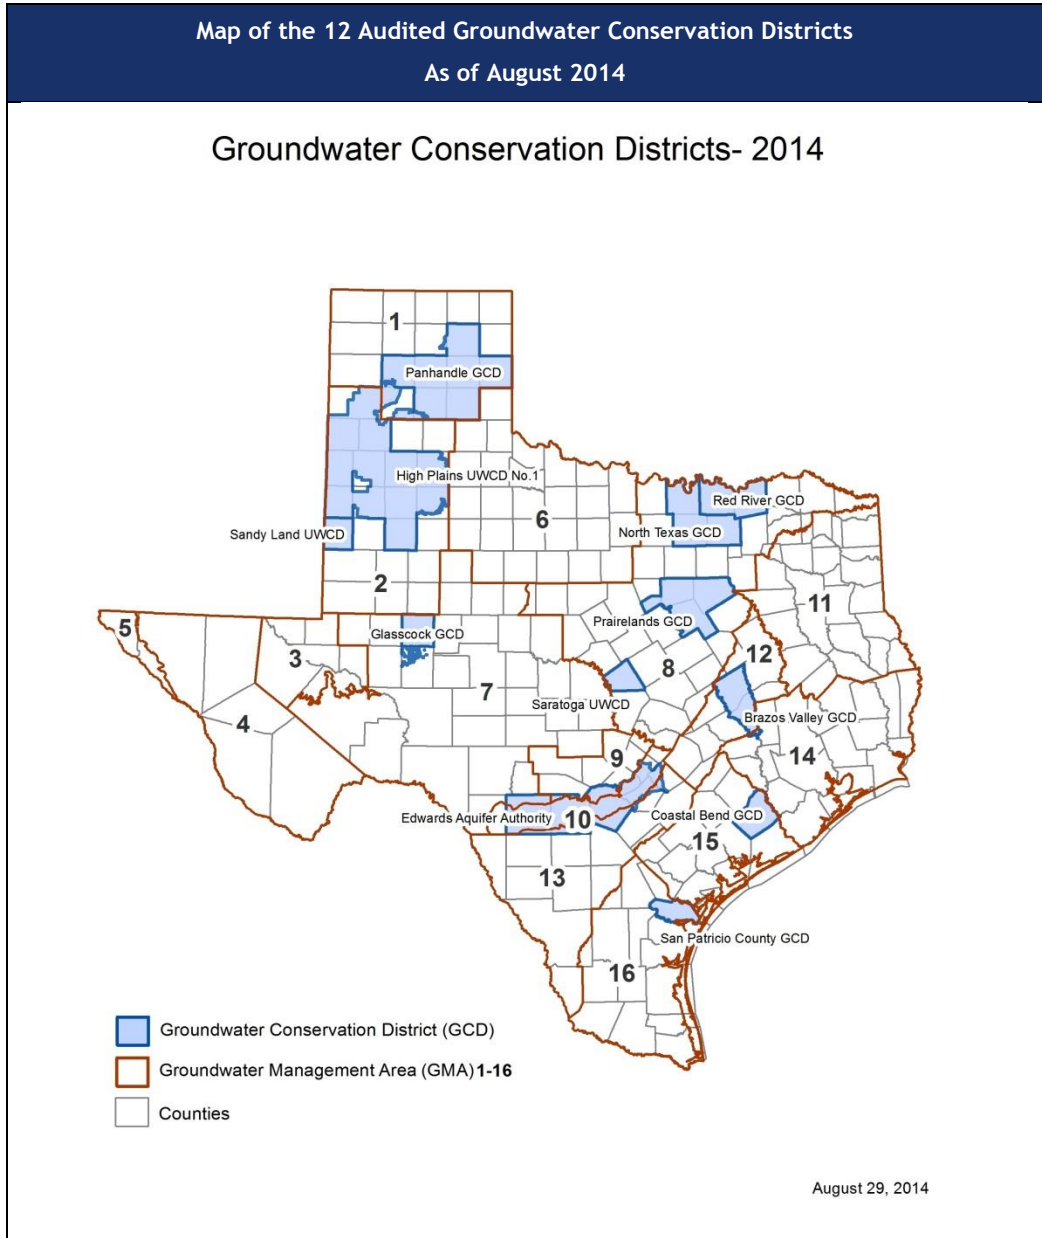 Map of the 12 Audited Groundwater Conservation Districts
As of August 2014
Groundwater Conservation Districts- 2014
1
Panhandle GCD
High Plains UWCD No.1
Red River GCD
6
Sandy Land UWCD
North Texas GCD
2
11
Prairelands GCD
5
Glasscock GCD
3
12
8
7
Saratoga UWCD
Brazos Valley GCD
4
9
14
Edwards Aquifer Authority
10
Coastal Bend GCD
15
13
San Patricio County GCD
16
Groundwater Conservation District (GCD)
Groundwater Management Area (GMA) 1-16
Counties
August 29, 2014